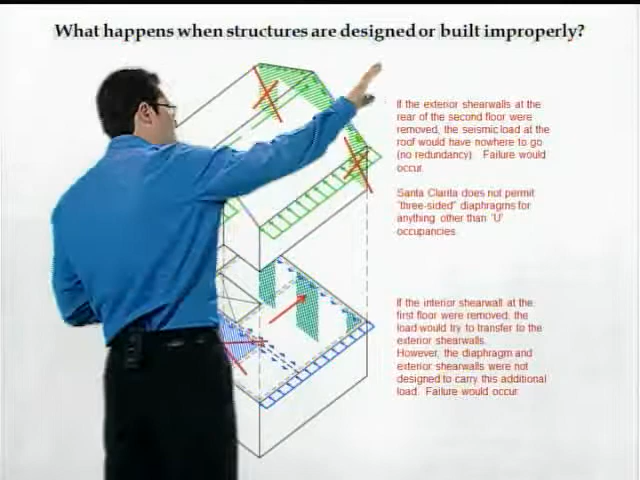 What happens when structures are designed or built improperly?
If the exterior shearwalls at the
rear of the second floor were
removed, the seismic load at the
roof would have nowhere to go
(no redundancy). Failure would
occur.
Santa Clarita does not permit
"three-sided" diaphragms for
anything other than 'U'
occupancies.
If the interior shearwall at the
first floor were removed, the
load would try to transfer to the
exterior shearwalls.
However, the diaphragm and
exterior shearwalls were not
designed to carry this additional
load. Failure would occur.